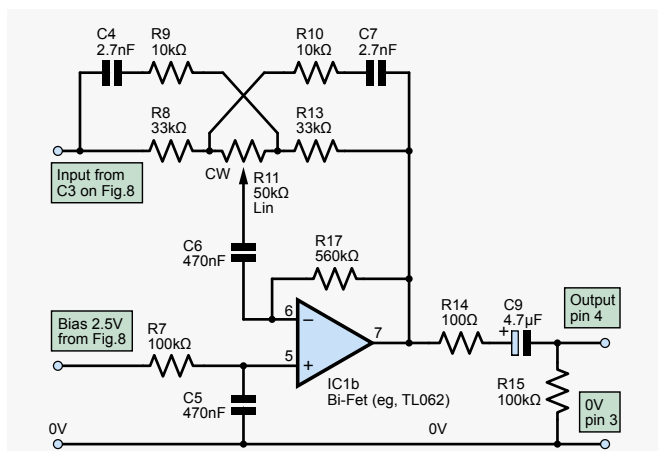 C4
2.7nF
R9
10kΩ
R10
10kΩ
C7
2.7nF
R8
33kΩ
R13
33kΩ
Input from
C3 on Fig.8
CW
R11
50kΩ
Lin
C6
470nF
R17
560kΩ
Bias 2.5V
from Fig.8
R7
100kΩ
6
–
7
5
+
R14
100Ω
C9
4.7µF
+
Output
pin 4
IC1b
Bi-Fet (eg, TL062)
C5
470nF
R15
100kΩ
0V
pin 3
0V
0V